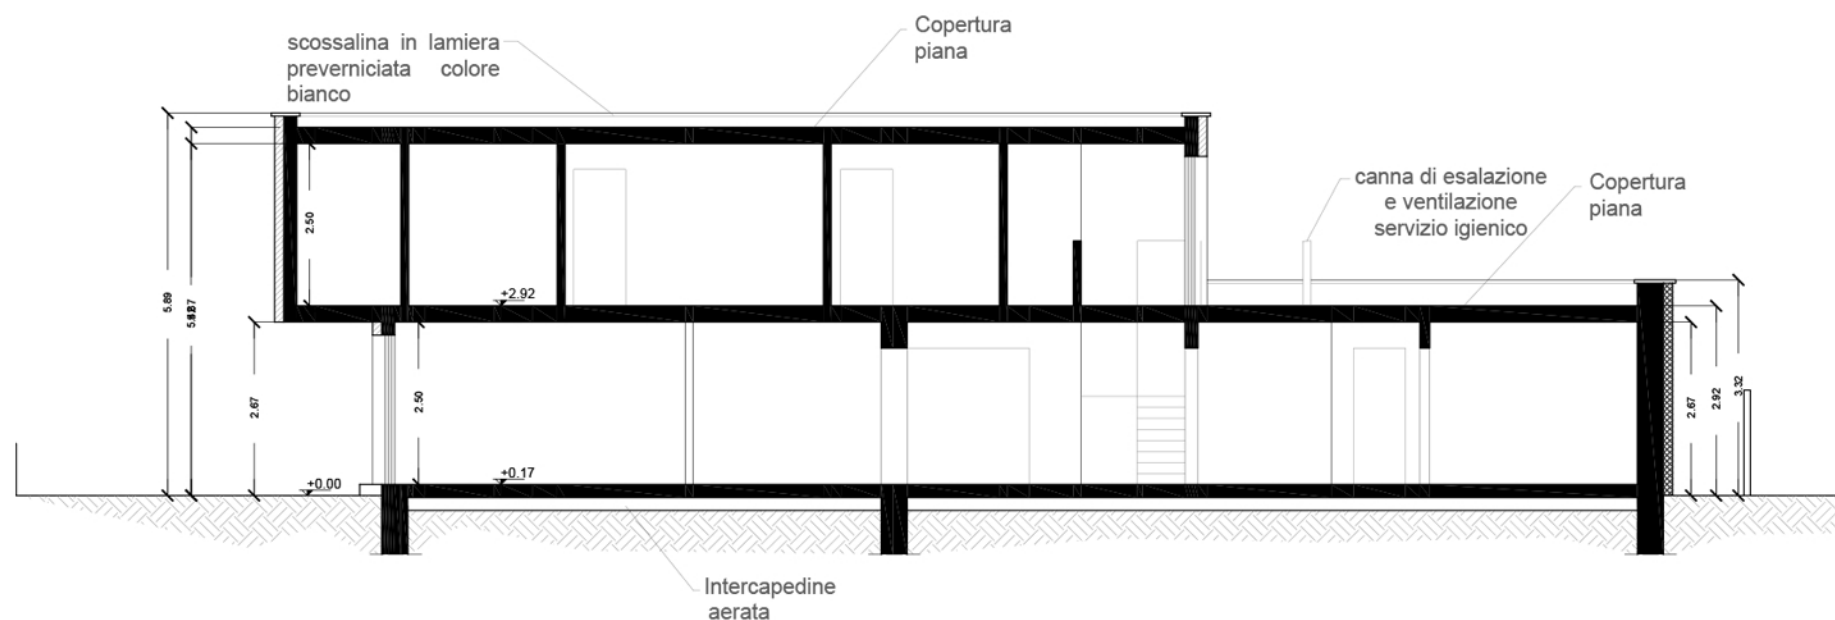 Copertura
piana
scossalina in lamiera
preverniciata colore
bianco
canna di esalazione
e ventilazione
servizio igienico
Copertura
piana
2.50
+2.92
5.89
2.67
2.50
3.32
2.92
2.67
+0.17
+0.00
Intercapedine
aerata